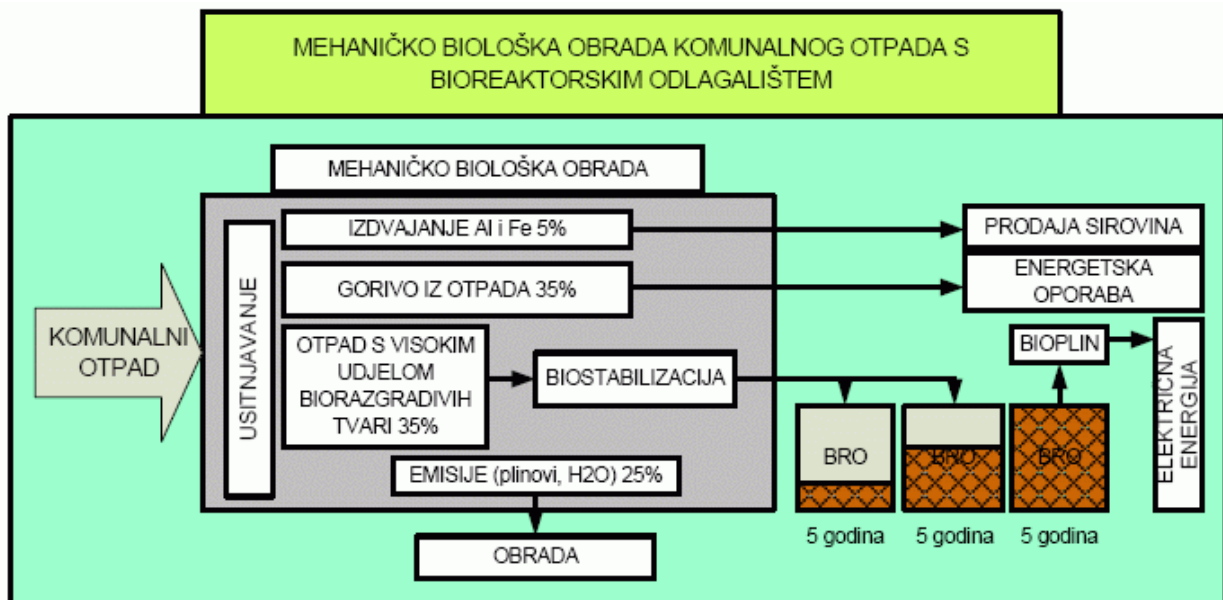 MEHANIČKO BIOLOŠKA OBRADA KOMUNALNOG OTPADA S
BIOREAKTORSKIM ODLAGALIŠTEM
MEHANIČKO BIOLOŠKA OBRADA
KOMUNALNI
OTPAD
USITNJAVANJE
IZDVAJANJE Al i Fe 5%
GORIVO IZ OTPADA 35%
OTPAD S VISOKIM
UDJELOM
BIORAZGRADIVIH
TVARI 35%
BIOSTABILIZACIJA
EMISIJE (plinovi, H2O) 25%
OBRADA
PRODAJA SIROVINA
ENERGETSKA
OPORABA
BIOPLIN
ELEKTRIČNA
ENERGIJA
BRO
BRO
BRO
5 godina
5 godina
5 godina